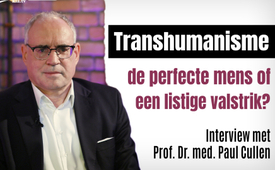 Transhumanisme
de perfecte mens of
een listige valstrik?
Interview met
Prof. Dr. med. Paul Cullen